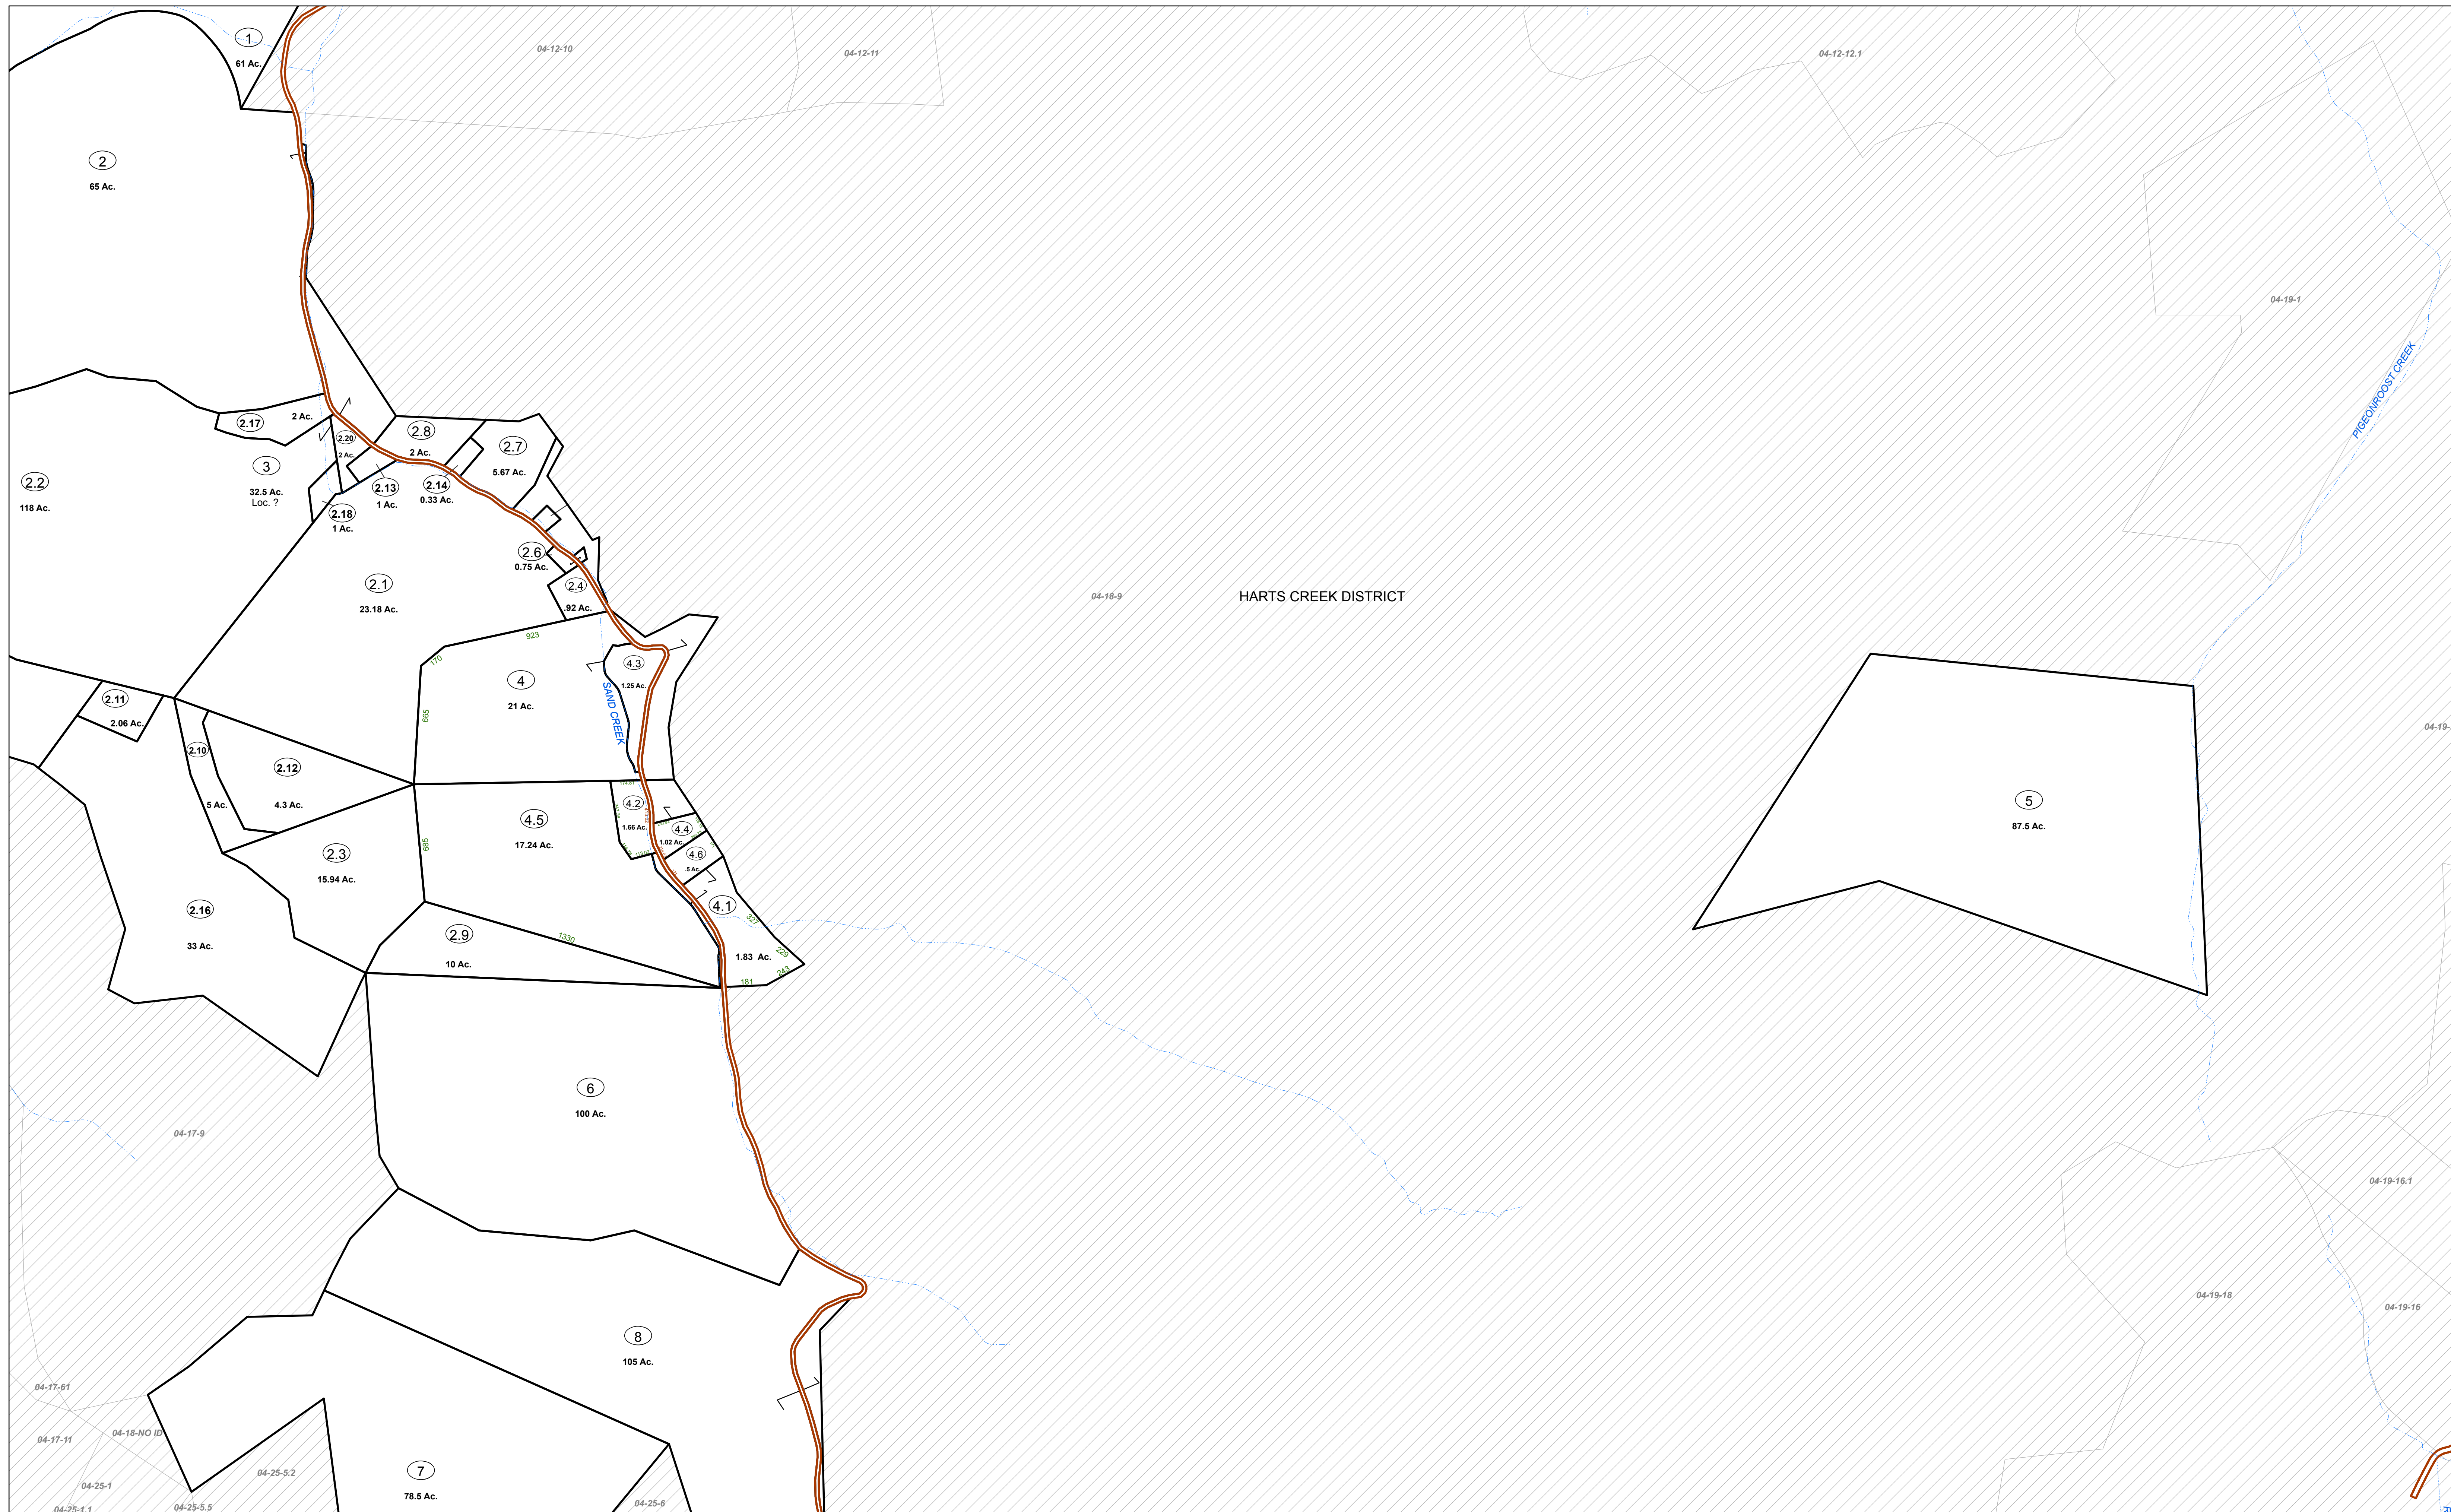 1
61 Ac.
04-12-10
04-12-11
04-12-12.1
2
65 Ac.
04-19-1
PIGEONROOST CREEK
2.17
2 Ac.
2.20
2 Ac.
2.8
2 Ac.
2.7
5.67 Ac.
3
32.5 Ac.
Loc. ?
2.2
118 Ac.
2.13
1 Ac.
2.14
0.33 Ac.
2.18
1 Ac.
2.6
0.75 Ac.
2.1
23.18 Ac.
2.4
.92 Ac.
04-18-9
HARTS CREEK DISTRICT
923
170
665
4
21 Ac.
4.3
1.25 Ac.
SAND CREEK
2.11
2.06 Ac.
2.10
5 Ac.
2.12
4.3 Ac.
5
87.5 Ac.
4.5
17.24 Ac.
685
4.2
1.66 Ac.
4.4
1.02 Ac.
4.6
.5 Ac.
2.3
15.94 Ac.
2.16
33 Ac.
4.1
327
229
1.83 Ac.
243
181
2.9
10 Ac.
1330
6
100 Ac.
04-17-9
04-19-16.1
04-19-18
04-19-16
8
105 Ac.
04-17-61
04-18-NO ID
04-17-11
04-25-5.2
7
78.5 Ac.
04-25-1
04-25-1.1
04-25-5.5
04-25-6